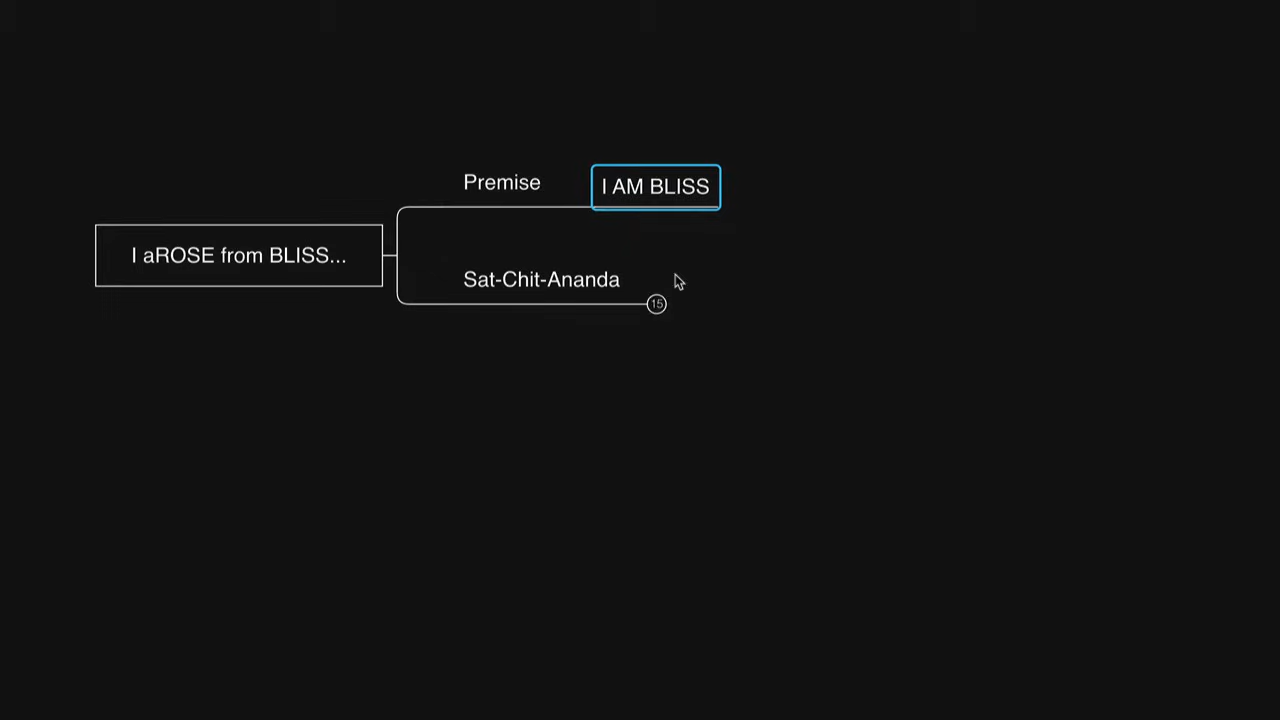 Premise
I AM BLISS
I aROSE from BLISS...
Sat-Chit-Ananda
15